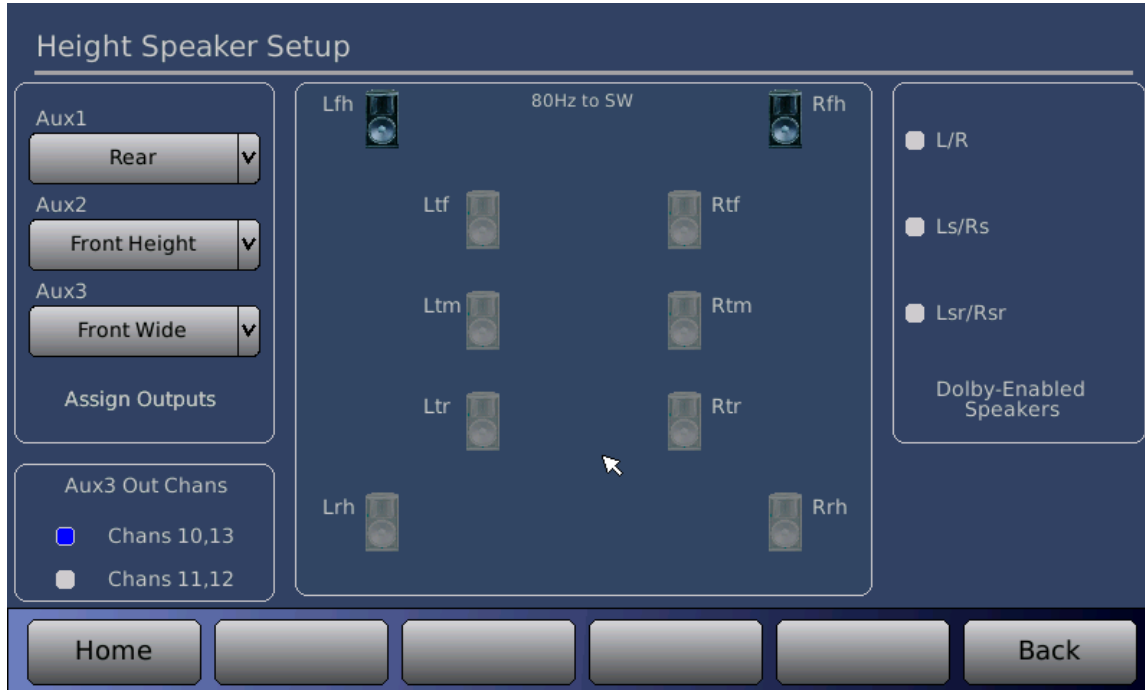 Height Speaker Setup
Aux1
Rear
v
Aux2
Front Height
v
Aux3
Front Wide
v
Assign Outputs
Aux3 Out Chans
Chans 10,13
Chans 11,12
Lfh
80Hz to SW
Rfh
Ltf
Rtf
Ltm
Rtm
Ltr
Rtr
Lrh
Rrh
L/R
Ls/Rs
Lsr/Rsr
Dolby-Enabled
Speakers
Home
Back